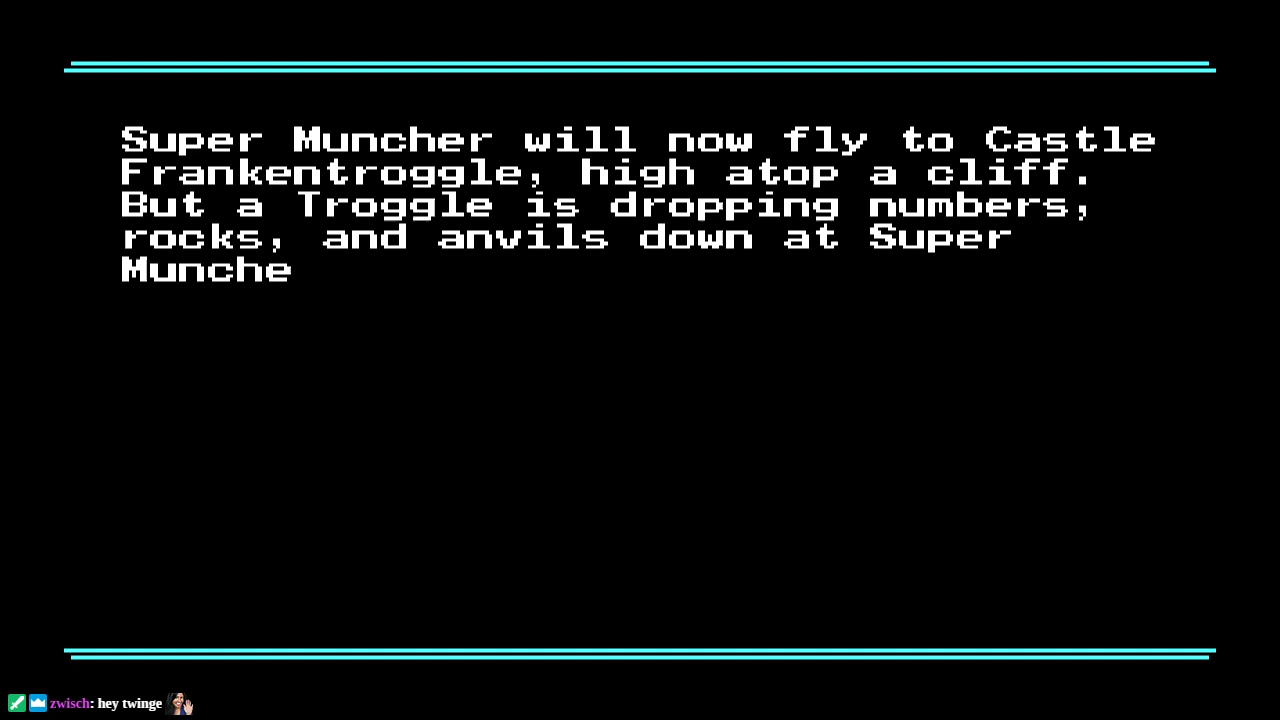 Super Muncher will now fly to Castle
Frankentroggle, high atop a cliff.
But a Troggle is dropping numbers,
rocks, and anvils down at Super
Munche
zwisch: hey twinge